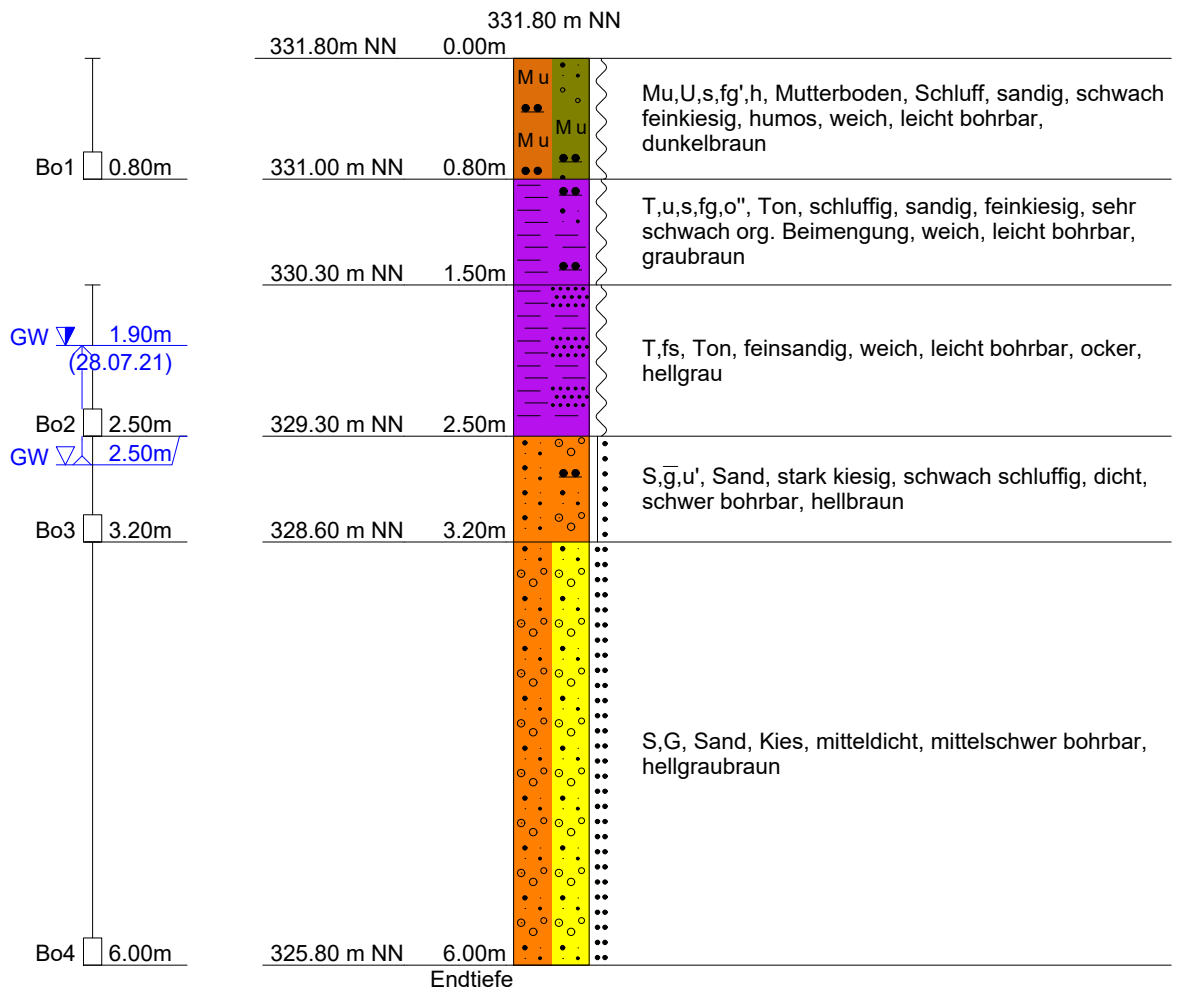 331.80 m NN
331.80m NN 0.00m
Mu
Mu
Mu
Mu,U,s,fg',h, Mutterboden, Schluff, sandig, schwach
feinkiesig, humos, weich, leicht bohrbar,
dunkelbraun
Bo1 0.80m 331.00 m NN 0.80m
T,u,s,fg,o'', Ton, schluffig, sandig, feinkiesig, sehr
schwach org. Beimengung, weich, leicht bohrbar,
graubraun
330.30 m NN 1.50m
GW 1.90m
(28.07.21)
T,fs, Ton, feinsandig, weich, leicht bohrbar, ocker,
hellgrau
Bo2 2.50m 329.30 m NN 2.50m
GW 2.50m
S,g̅,u', Sand, stark kiesig, schwach schluffig, dicht,
schwer bohrbar, hellbraun
Bo3 3.20m 328.60 m NN 3.20m
S,G, Sand, Kies, mitteldicht, mittelschwer bohrbar,
hellgraubraun
Bo4 6.00m 325.80 m NN 6.00m
Endtiefe